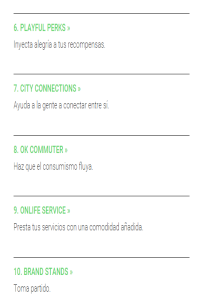 6. PLAYFUL PERKS »
Inyecta alegría a tus recompensas.
7. CITY CONNECTIONS »
Ayuda a la gente a conectar entre sí.
8. OK COMMUTER »
Haz que el consumismo fluya.
9. ONLIFE SERVICE »
Presta tus servicios con una comodidad añadida.
10. BRAND STANDS »
Toma partido.